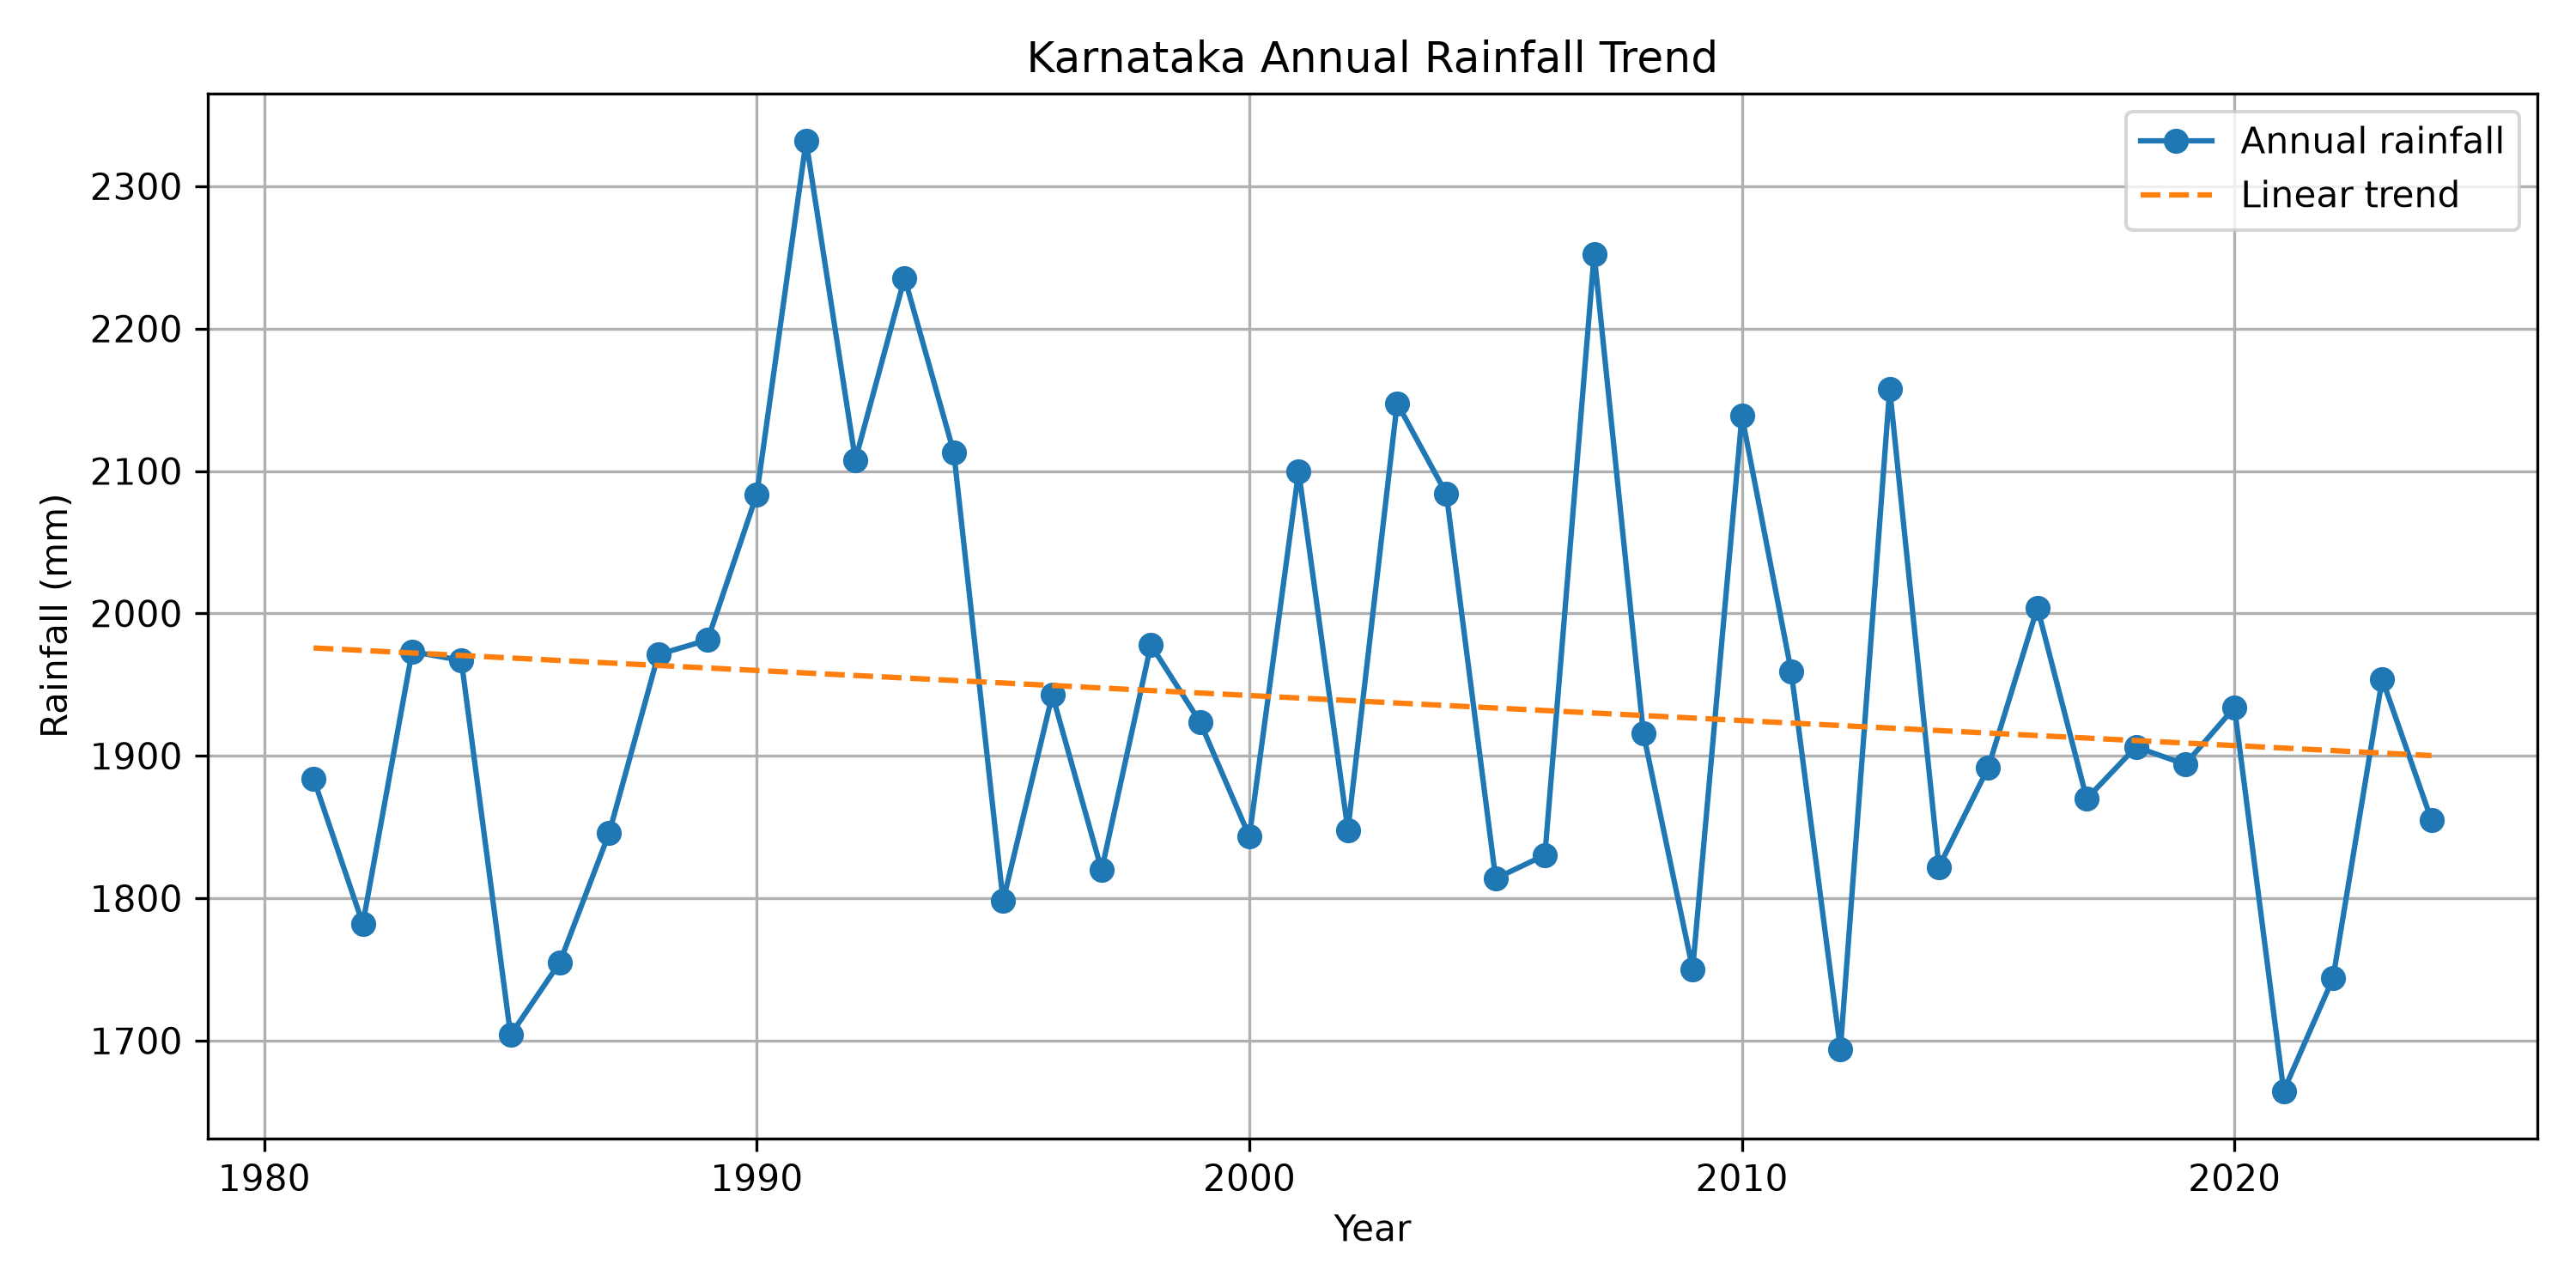 Karnataka Annual Rainfall Trend
Annual rainfall
Linear trend
Rainfall (mm)
2300
2200
2100
2000
1900
1800
1700
1980 1990 2000 2010 2020
Year